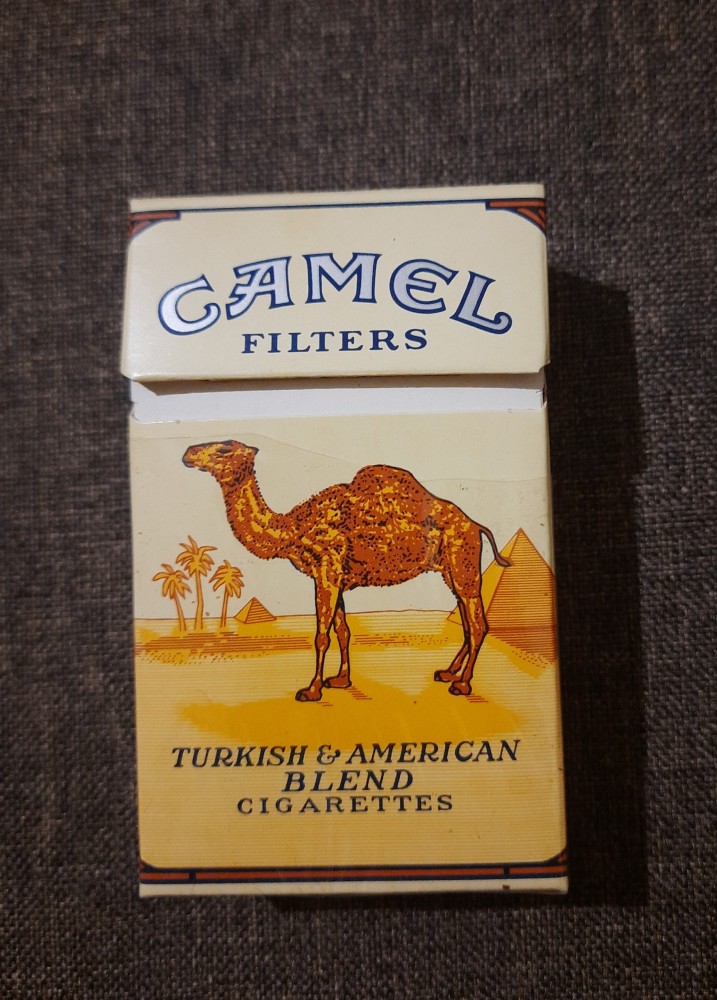 CAMEL
FILTERS
TURKISH & AMERICAN
BLEND
CIGARETTES